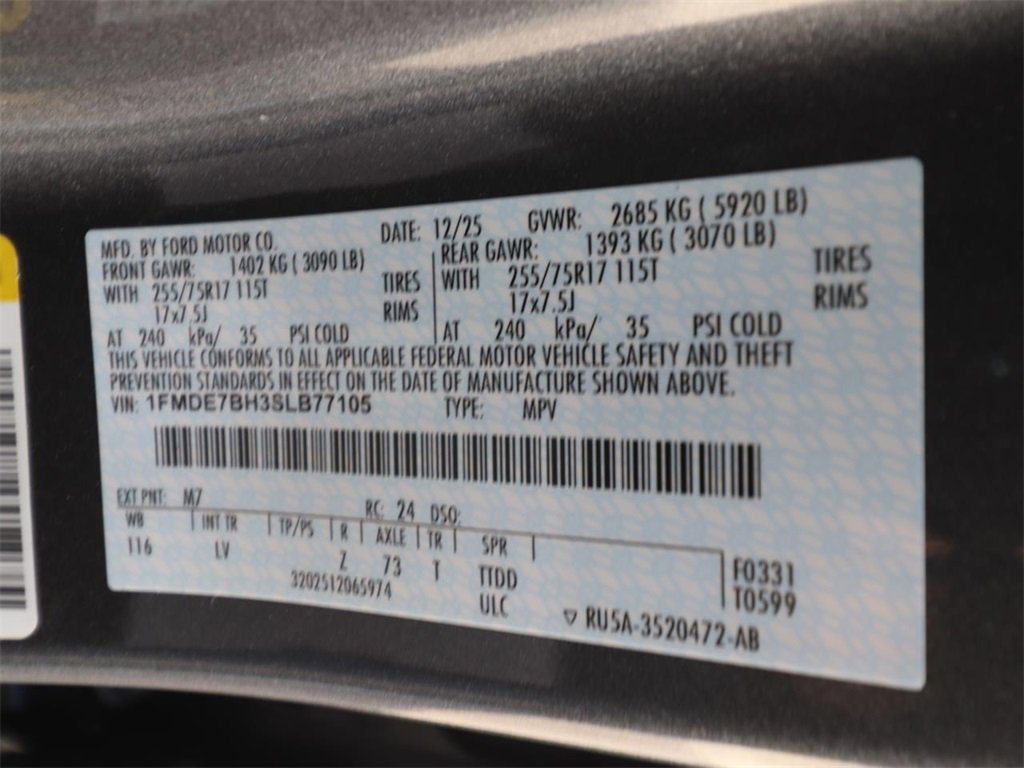 MFD. BY FORD MOTOR CO. DATE: 12/25 GVWR: 2685 KG ( 5920 LB)
FRONT GAWR: 1402 KG ( 3090 LB) REAR GAWR: 1393 KG ( 3070 LB)
WITH 255/75R17 115T TIRES WITH 255/75R17 115T TIRES
17x7.5J RIMS 17x7.5J RIMS
AT 240 kPa/ 35 PSI COLD AT 240 kPa/ 35 PSI COLD
THIS VEHICLE CONFORMS TO ALL APPLICABLE FEDERAL MOTOR VEHICLE SAFETY AND THEFT
PREVENTION STANDARDS IN EFFECT ON THE DATE OF MANUFACTURE SHOWN ABOVE.
VIN: 1FMDE7BH3SLB77105 TYPE: MPV
EXT PNT: M7 RC: 24 DSO:
WB INT TR TP/PS R AXLE TR SPR
116 LV Z 73 T TTDD F0331
3202512065974 ULC T0599
▽ RU5A-3520472-AB